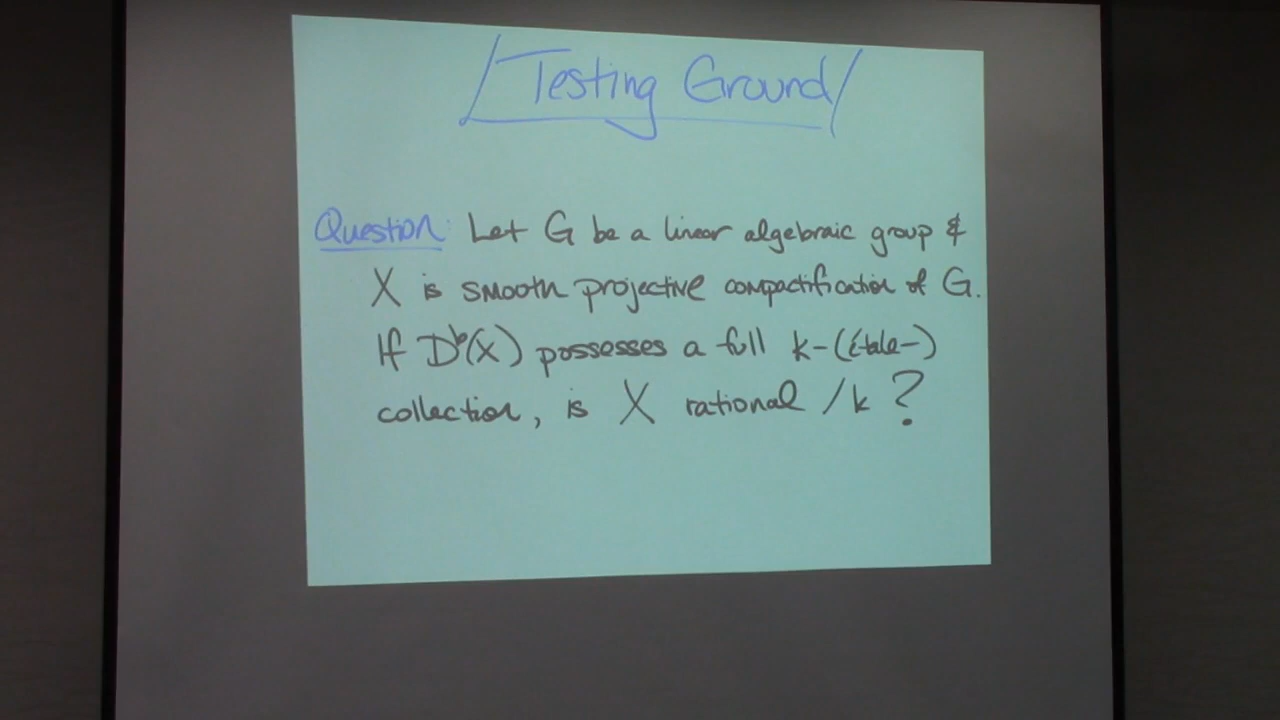 Testing Ground
Question: Let G be a linear algebraic group &
X is smooth projective compactification of G.
If Dᵇ(X) possesses a full k-(étale-)
collection, is X rational /k ?